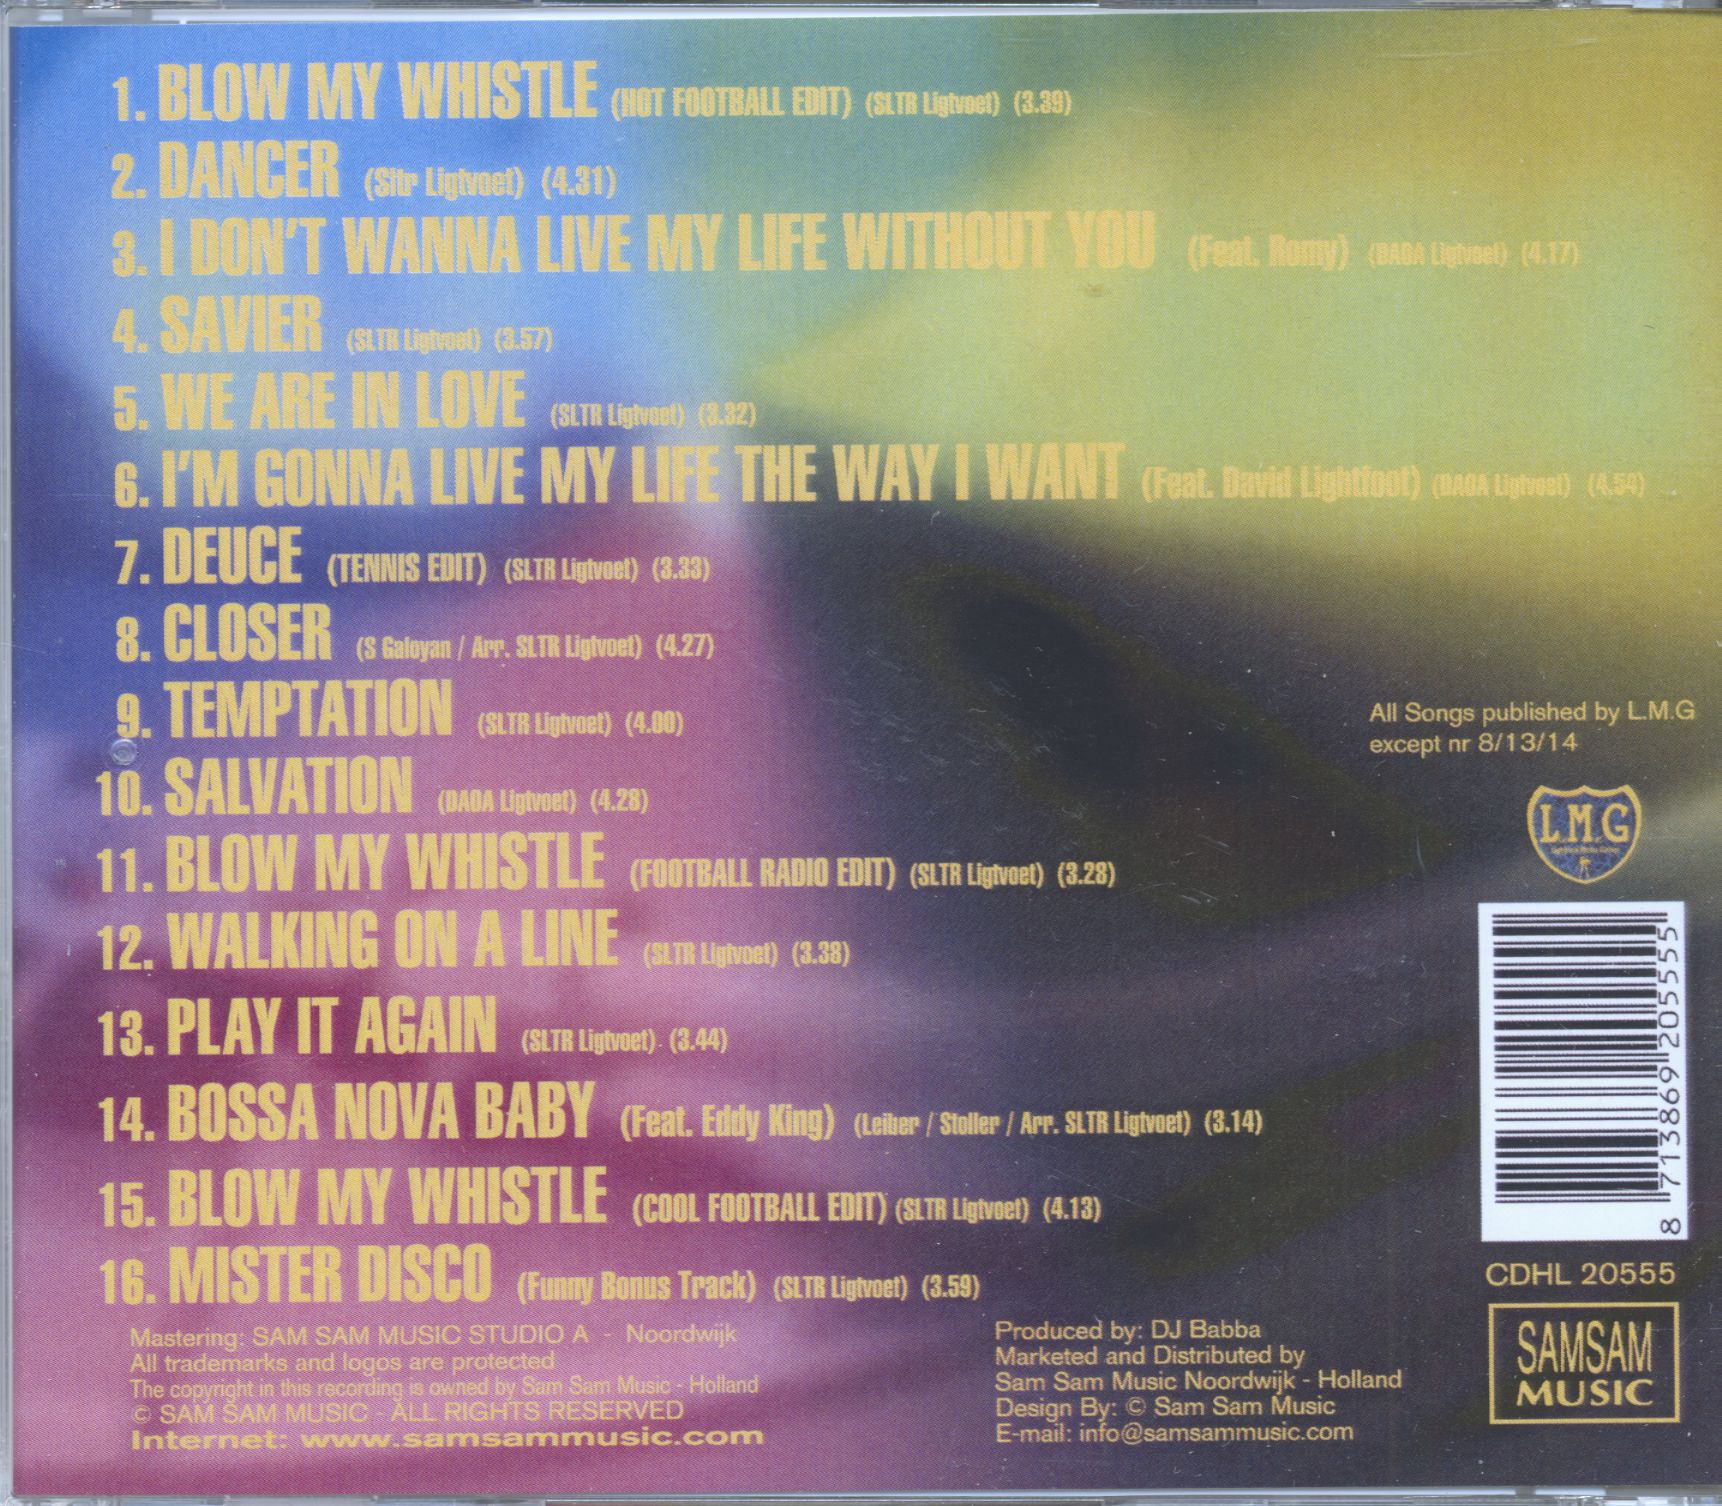 1. BLOW MY WHISTLE (HOT FOOTBALL EDIT) (SLTR Ligtvoet) (3.39)
2. DANCER (Sltr Ligtvoet) (4.31)
3. I DON'T WANNA LIVE MY LIFE WITHOUT YOU (Feat. Romy) (DAOA Ligtvoet) (4.17)
4. SAVIER (SLTR Ligtvoet) (3.57)
5. WE ARE IN LOVE (SLTR Ligtvoet) (3.32)
6. I'M GONNA LIVE MY LIFE THE WAY I WANT (Feat. David Lightfoot) (DAOA Ligtvoet) (4.54)
7. DEUCE (TENNIS EDIT) (SLTR Ligtvoet) (3.33)
8. CLOSER (S Galoyan / Arr. SLTR Ligtvoet) (4.27)
9. TEMPTATION (SLTR Ligtvoet) (4.00)
10. SALVATION (DAOA Ligtvoet) (4.28)
11. BLOW MY WHISTLE (FOOTBALL RADIO EDIT) (SLTR Ligtvoet) (3.28)
12. WALKING ON A LINE (SLTR Ligtvoet) (3.38)
13. PLAY IT AGAIN (SLTR Ligtvoet) (3.44)
14. BOSSA NOVA BABY (Feat. Eddy King) (Leiber / Stoller / Arr. SLTR Ligtvoet) (3.14)
15. BLOW MY WHISTLE (COOL FOOTBALL EDIT) (SLTR Ligtvoet) (4.13)
16. MISTER DISCO (Funny Bonus Track) (SLTR Ligtvoet) (3.59)
All Songs published by L.M.G
except nr 8/13/14
L.M.G
8 713869 205555
CDHL 20555
SAMSAM
MUSIC
Mastering: SAM SAM MUSIC STUDIO A - Noordwijk
All trademarks and logos are protected
The copyright in this recording is owned by Sam Sam Music - Holland
© SAM SAM MUSIC - ALL RIGHTS RESERVED
Internet: www.samsammusic.com
Produced by: DJ Babba
Marketed and Distributed by
Sam Sam Music Noordwijk - Holland
Design By: © Sam Sam Music
E-mail: info@samsammusic.com